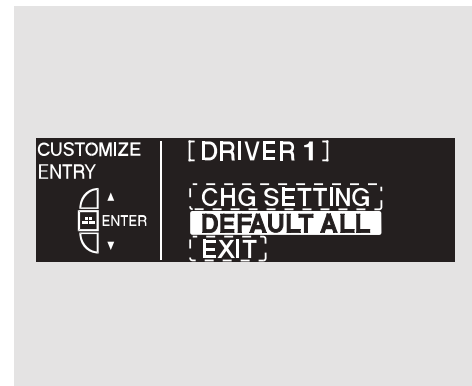 CUSTOMIZE
ENTRY
ENTER
[ DRIVER 1 ]
CHG SETTING
DEFAULT ALL
EXIT